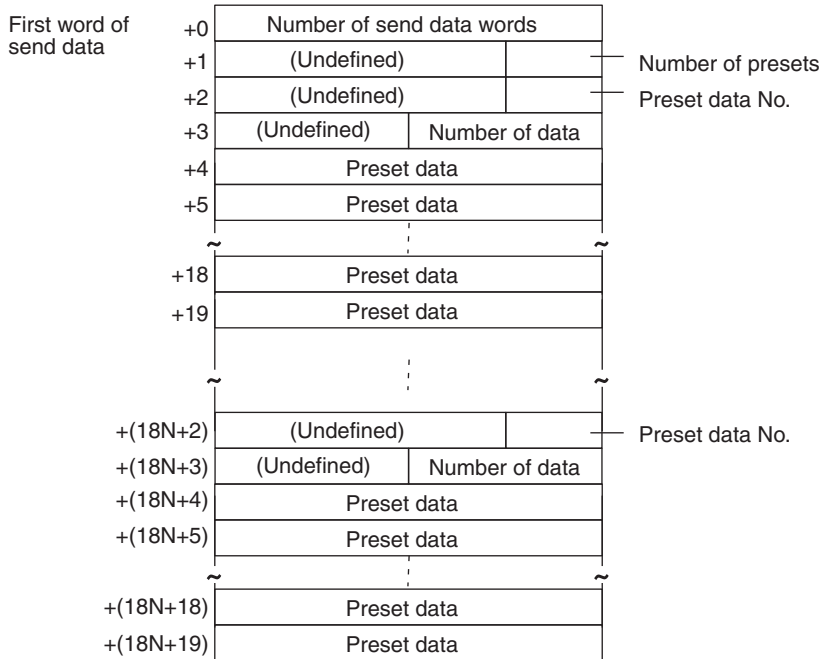 First word of
send data
+0 Number of send data words
+1 (Undefined) Number of presets
+2 (Undefined) Preset data No.
+3 (Undefined) Number of data
+4 Preset data
+5 Preset data
~ ~
+18 Preset data
+19 Preset data
~ ~
+(18N+2) (Undefined) Preset data No.
+(18N+3) (Undefined) Number of data
+(18N+4) Preset data
+(18N+5) Preset data
~ ~
+(18N+18) Preset data
+(18N+19) Preset data